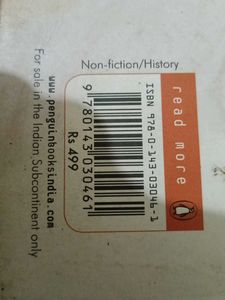 Non-fiction/History
read more
ISBN 978-0-143-03046-1
9 780143 030461
Rs 499
www.penguinbooksindia.com
For sale in the Indian Subcontinent only